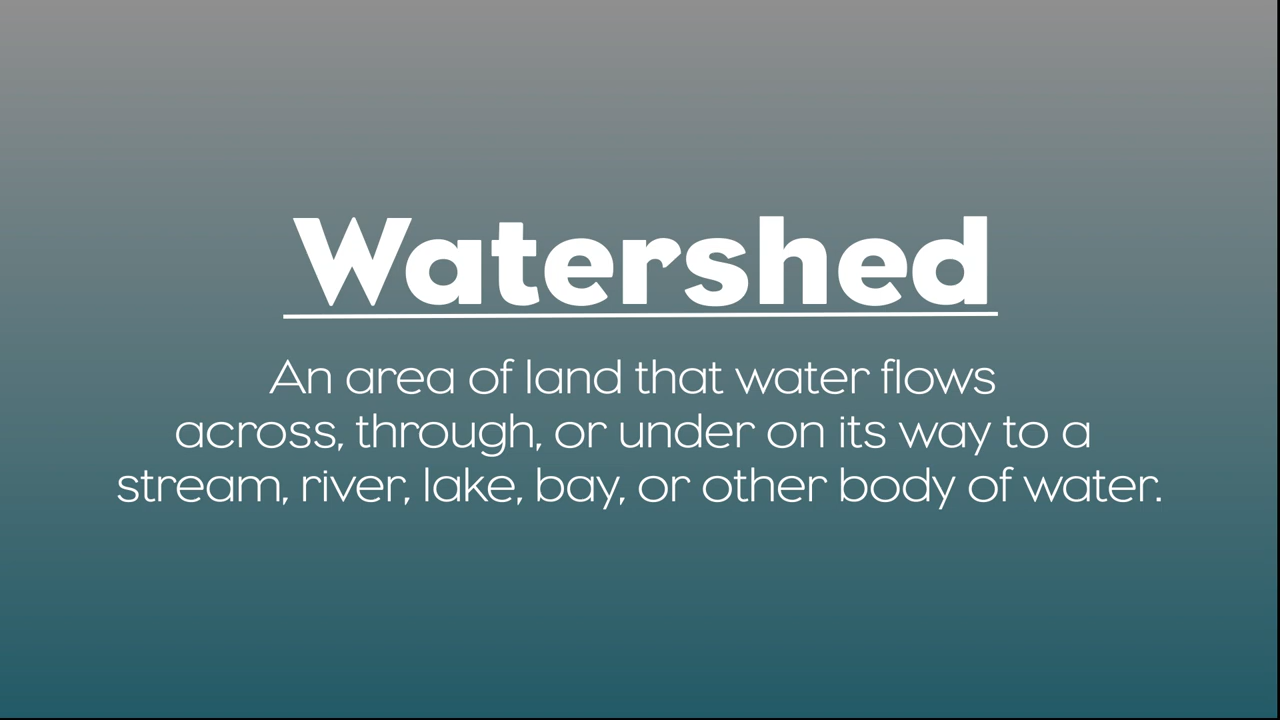 Watershed
An area of land that water flows
across, through, or under on its way to a
stream, river, lake, bay, or other body of water.